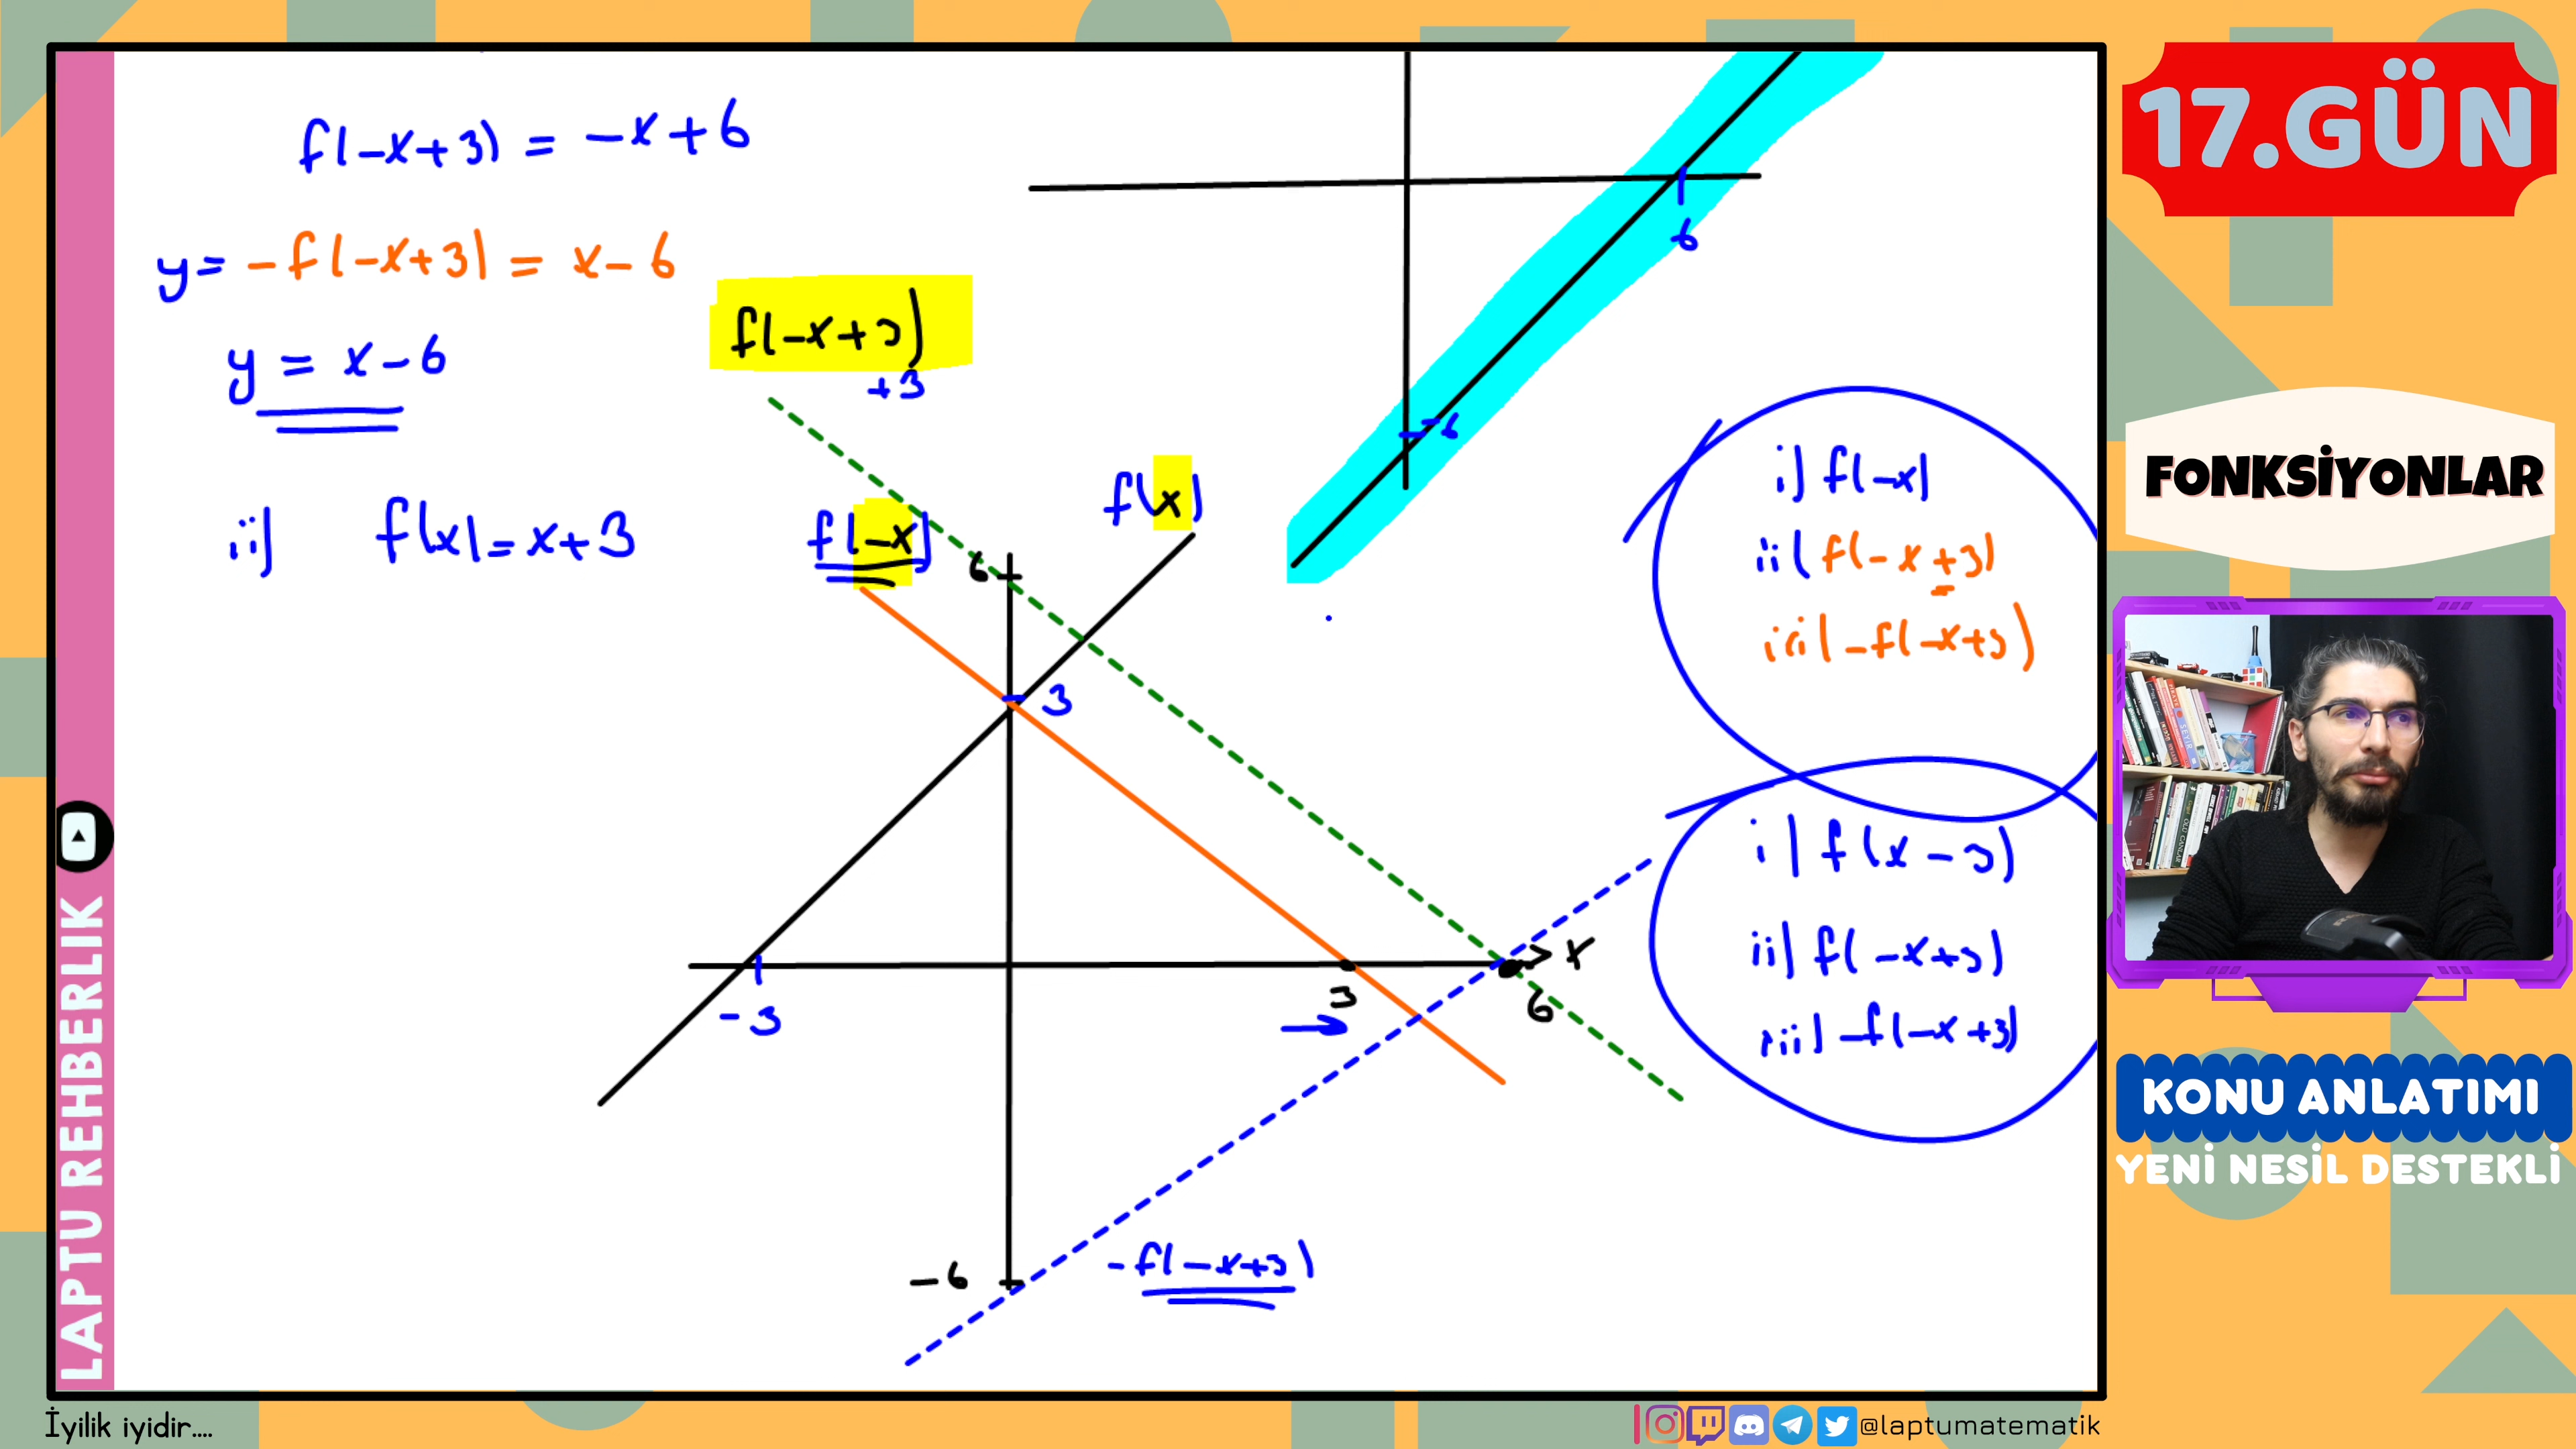 f(-x+3) = -x+6
y= -f(-x+3) = x-6
y = x-6
f(-x+3)
+3
ii) f(x)=x+3
f(-x)
f(x)
6
3
-3
3
6
x
-6
-f(-x+3)
6
-6
i) f(-x)
ii( f(-x+3)
iii( -f(-x+3)
i) f(x-3)
ii) f(-x+3)
iii) -f(-x+3)
LAPTU REHBERLIK
17.GÜN
FONKSİYONLAR
KONU ANLATIMI
YENİ NESİL DESTEKLİ
İyilik iyidir....
@laptumatematik